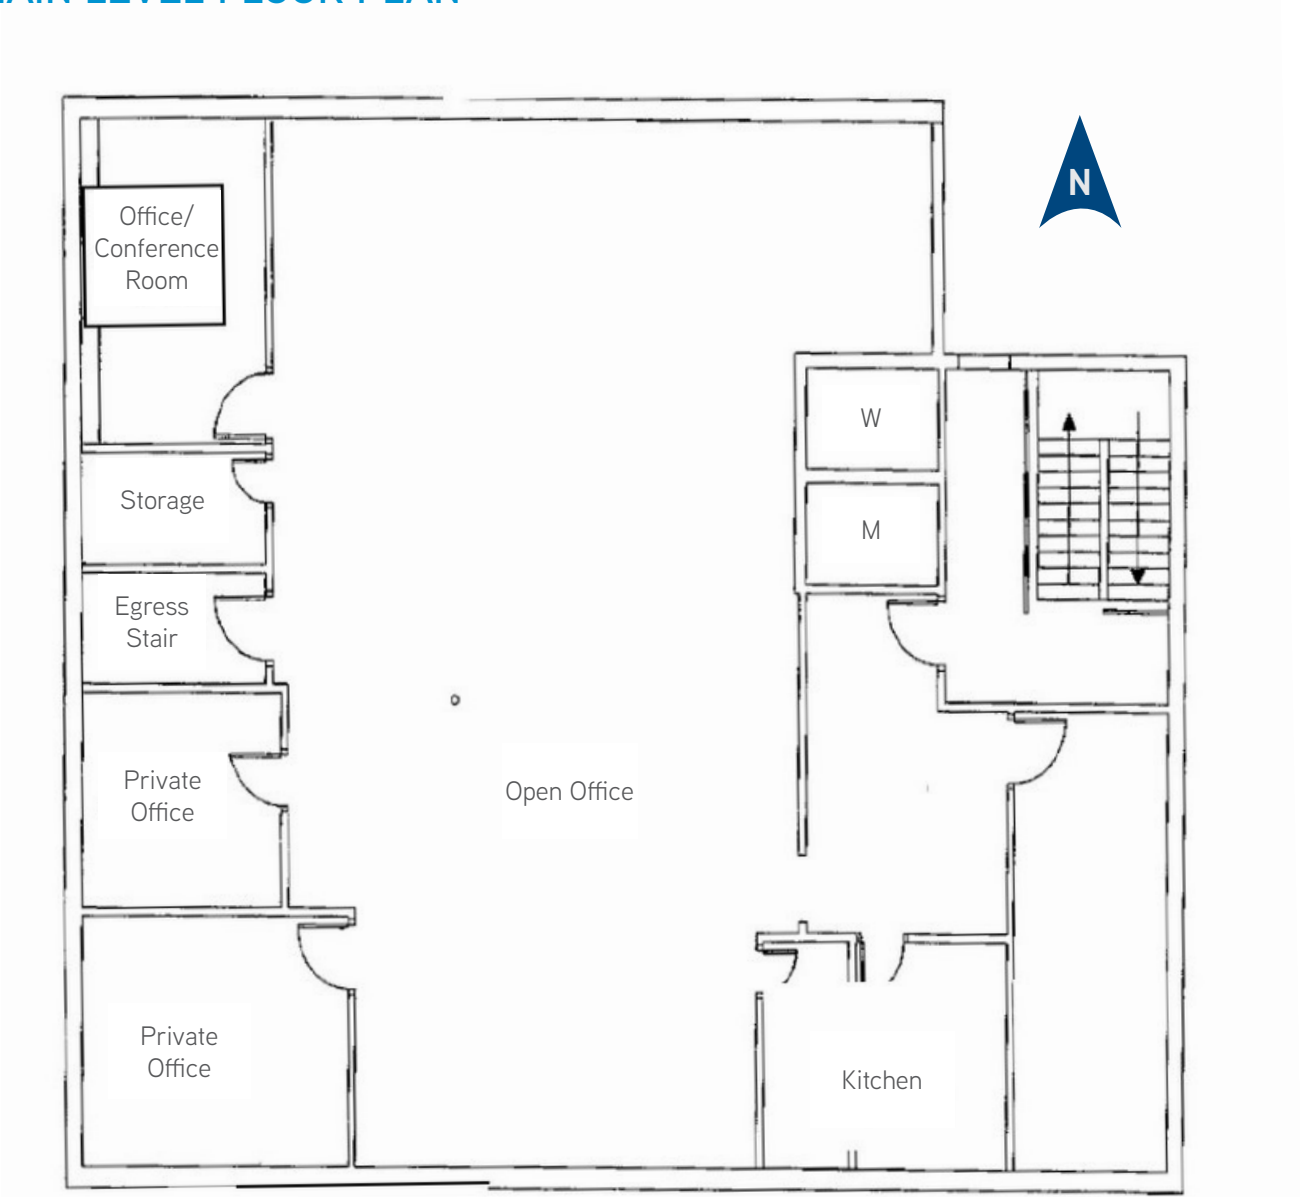 N
Office/
Conference
Room
W
Storage
M
Egress
Stair
Private
Office
Open Office
Private
Office
Kitchen